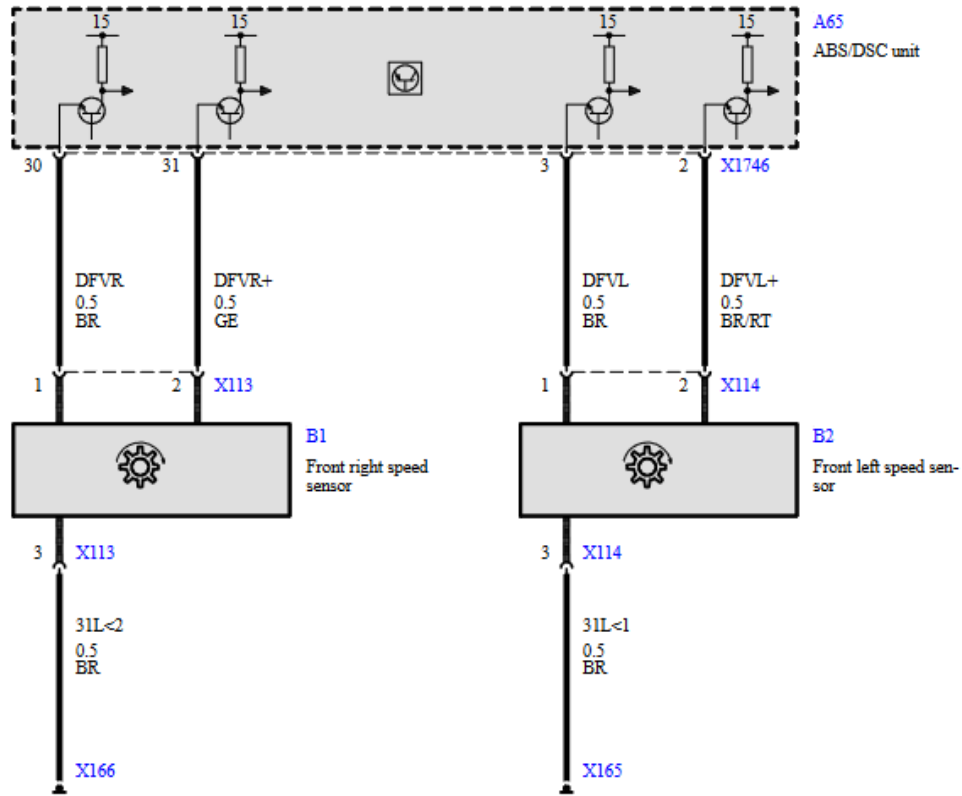 15
15
15
15
A65
ABS/DSC unit
30
31
3
2
X1746
DFVR
0.5
BR
DFVR+
0.5
GE
DFVL
0.5
BR
DFVL+
0.5
BR/RT
1
2
X113
1
2
X114
B1
Front right speed
sensor
B2
Front left speed sen-
sor
3
X113
3
X114
31L<2
0.5
BR
31L<1
0.5
BR
X166
X165